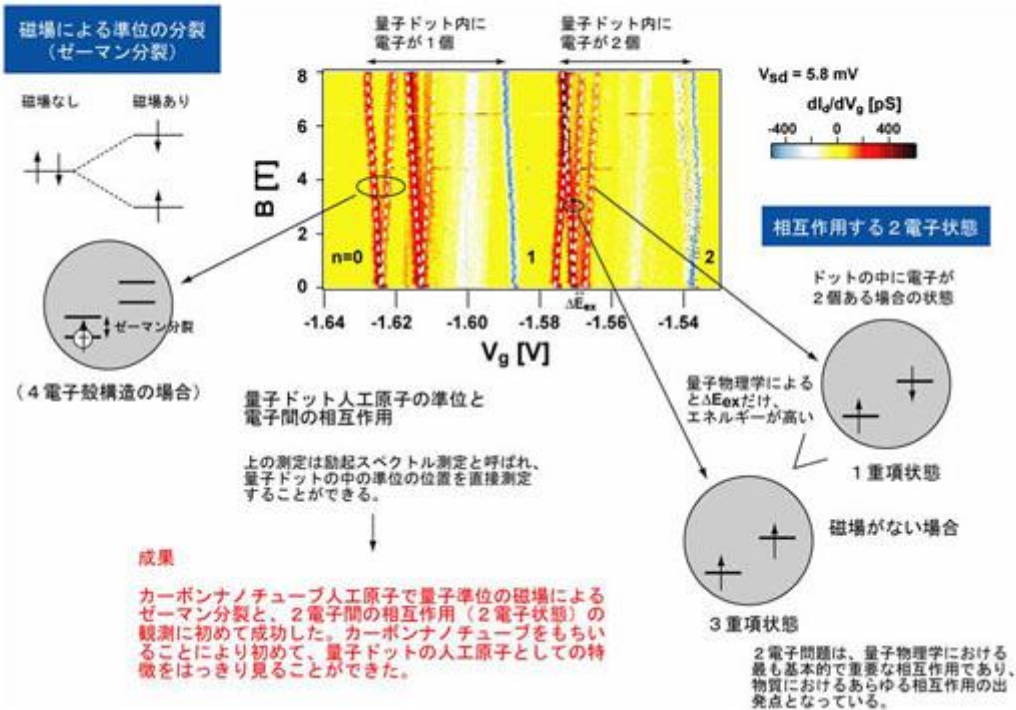 磁場による準位の分裂
(ゼーマン分裂)
磁場なし
磁場あり
ゼーマン分裂
(4電子殻構造の場合)
量子ドット内に
電子が1個
量子ドット内に
電子が2個
8
6
4
2
0
B [T]
n=0
1
2
ΔEex
-1.64
-1.62
-1.60
-1.58
-1.56
-1.54
Vg [V]
Vsd = 5.8 mV
dId/dVg [pS]
-400
0
400
相互作用する2電子状態
ドットの中に電子が
2個ある場合の状態
量子物理学による
とΔEexだけ、
エネルギーが高い
1重項状態
磁場がない場合
3重項状態
2電子問題は、量子物理学における
最も基本的で重要な相互作用であり、
物質におけるあらゆる相互作用の出
発点となっている。
量子ドット人工原子の準位と
電子間の相互作用
上の測定は励起スペクトル測定と呼ばれ、
量子ドットの中の準位の位置を直接測定
することができる。
成果
カーボンナノチューブ人工原子で量子準位の磁場による
ゼーマン分裂と、2電子間の相互作用(2電子状態)の
観測に初めて成功した。カーボンナノチューブをもちい
ることにより初めて、量子ドットの人工原子としての特
徴をはっきり見ることができた。